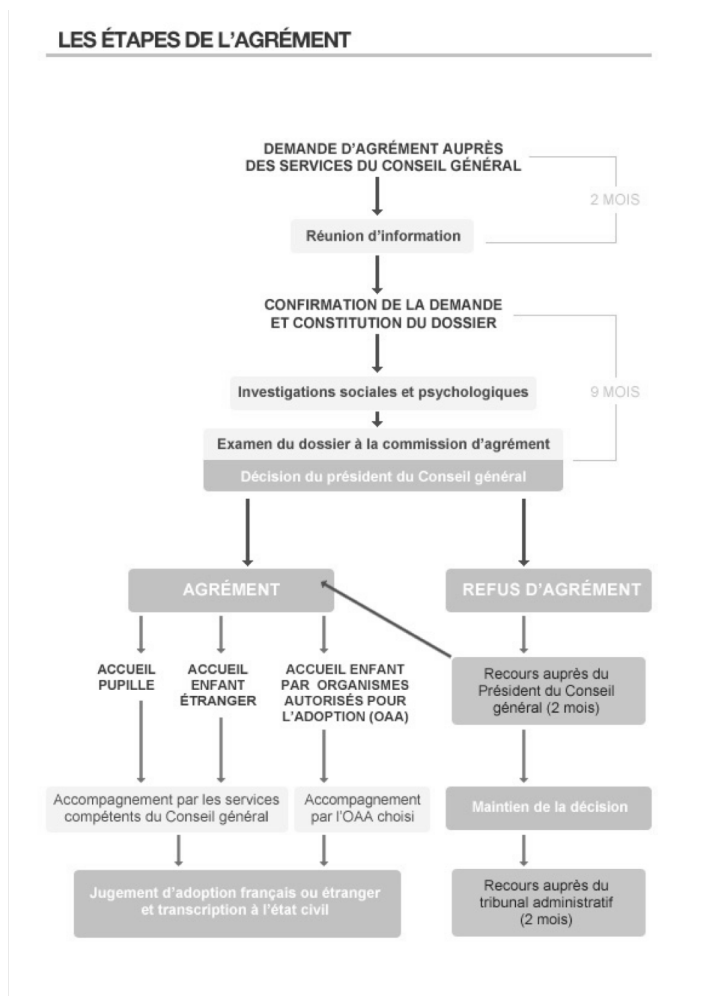 LES ÉTAPES DE L'AGRÉMENT
DEMANDE D'AGRÉMENT AUPRÈS
DES SERVICES DU CONSEIL GÉNÉRAL
2 MOIS
Réunion d'information
CONFIRMATION DE LA DEMANDE
ET CONSTITUTION DU DOSSIER
Investigations sociales et psychologiques
9 MOIS
Examen du dossier à la commission d'agrément
Décision du président du Conseil général
AGRÉMENT
REFUS D'AGRÉMENT
ACCUEIL
PUPILLE
ACCUEIL
ENFANT
ÉTRANGER
ACCUEIL ENFANT
PAR ORGANISMES
AUTORISÉS POUR
L'ADOPTION (OAA)
Recours auprès du
Président du Conseil
général (2 mois)
Accompagnement par les services
compétents du Conseil général
Accompagnement
par l'OAA choisi
Maintien de la décision
Jugement d'adoption français ou étranger
et transcription à l'état civil
Recours auprès du
tribunal administratif
(2 mois)